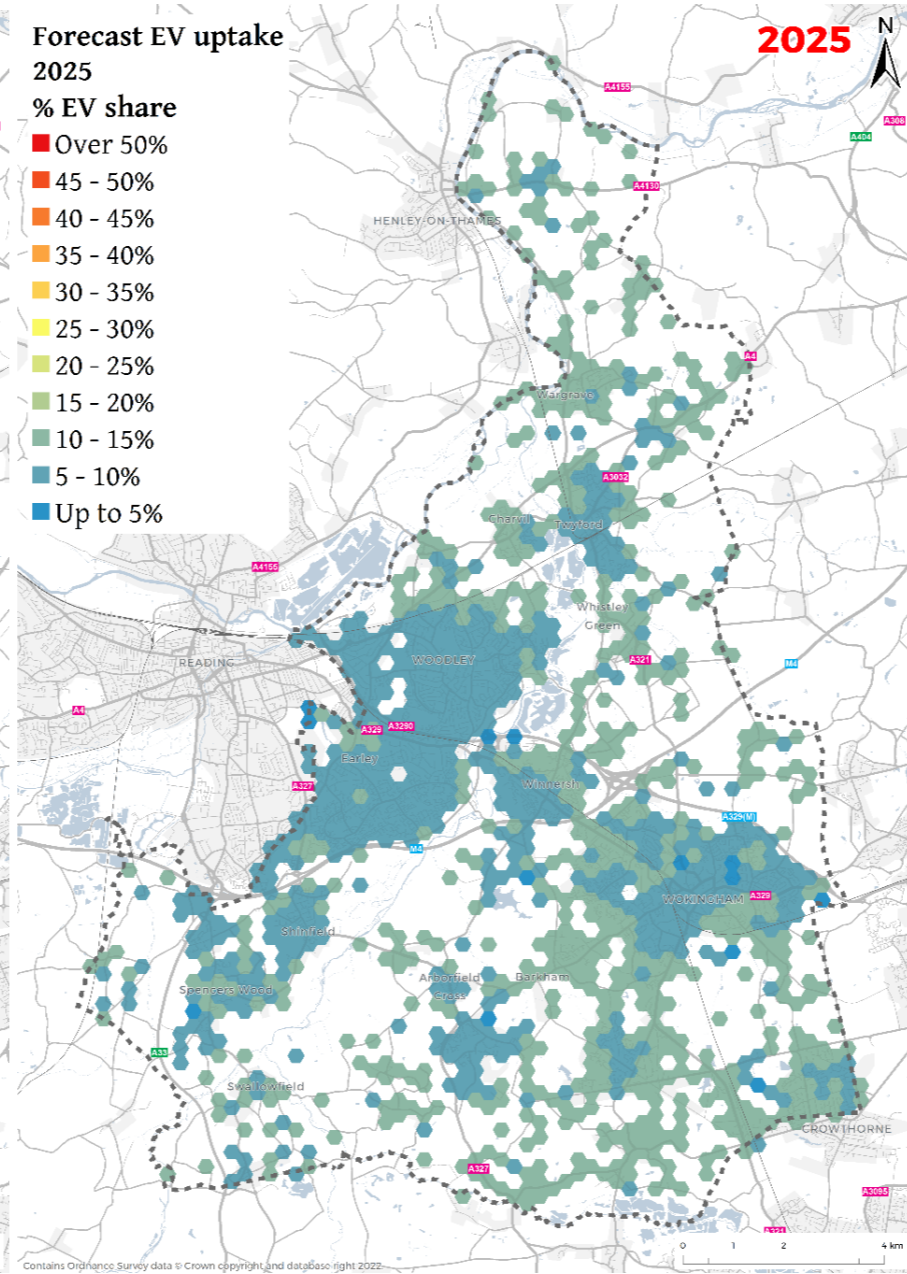 Forecast EV uptake
2025
% EV share
Over 50%
45 - 50%
40 - 45%
35 - 40%
30 - 35%
25 - 30%
20 - 25%
15 - 20%
10 - 15%
5 - 10%
Up to 5%
2025
N
A4155
A308
A404
A4130
HENLEY-ON-THAMES
A4
Wargrave
A3032
Charvil
Twyford
A4155
Whistley
Green
READING
WOODLEY
A321
M4
A4
A329
A3290
Earley
A327
Winnersh
A329(M)
M4
WOKINGHAM
A329
Shinfield
Arborfield
Cross
Barkham
Spencers Wood
A33
Swallowfield
CROWTHORNE
A327
A3095
A321
0 1 2 4 km
Contains Ordnance Survey data © Crown copyright and database right 2022